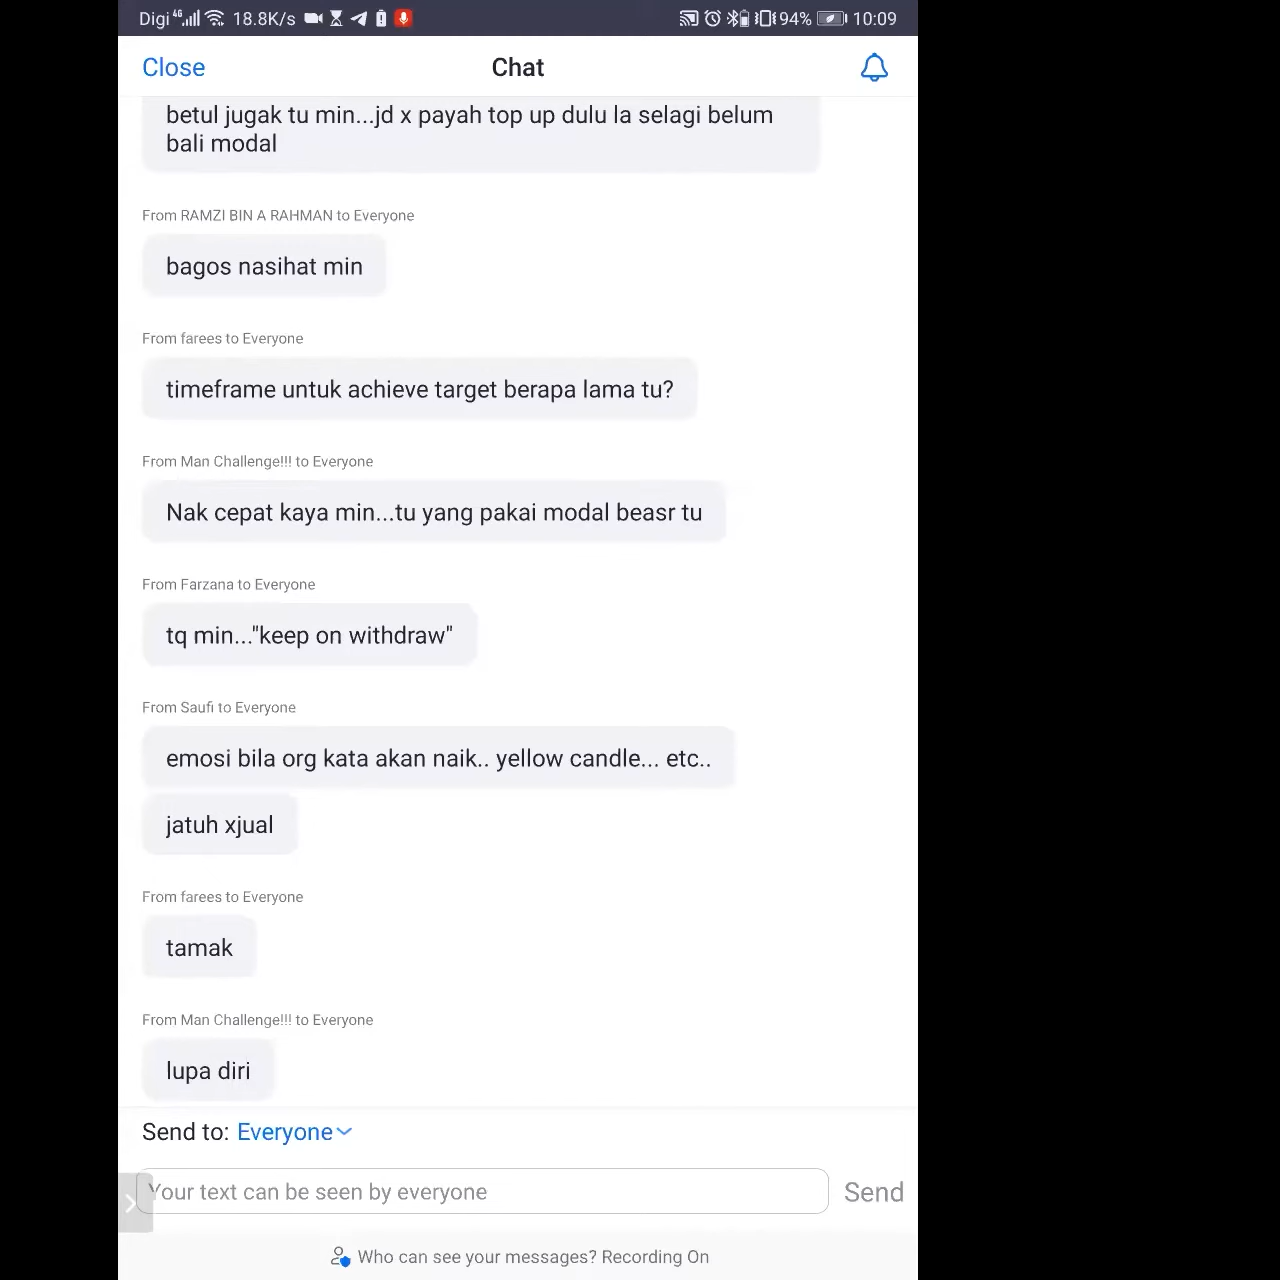 Digi 4G 18.8K/s 94% 10:09
Close Chat
betul jugak tu min...jd x payah top up dulu la selagi belum
bali modal
From RAMZI BIN A RAHMAN to Everyone
bagos nasihat min
From farees to Everyone
timeframe untuk achieve target berapa lama tu?
From Man Challenge!!! to Everyone
Nak cepat kaya min...tu yang pakai modal beasr tu
From Farzana to Everyone
tq min..."keep on withdraw"
From Saufi to Everyone
emosi bila org kata akan naik.. yellow candle... etc..
jatuh xjual
From farees to Everyone
tamak
From Man Challenge!!! to Everyone
lupa diri
Send to: Everyone
Your text can be seen by everyone Send
Who can see your messages? Recording On